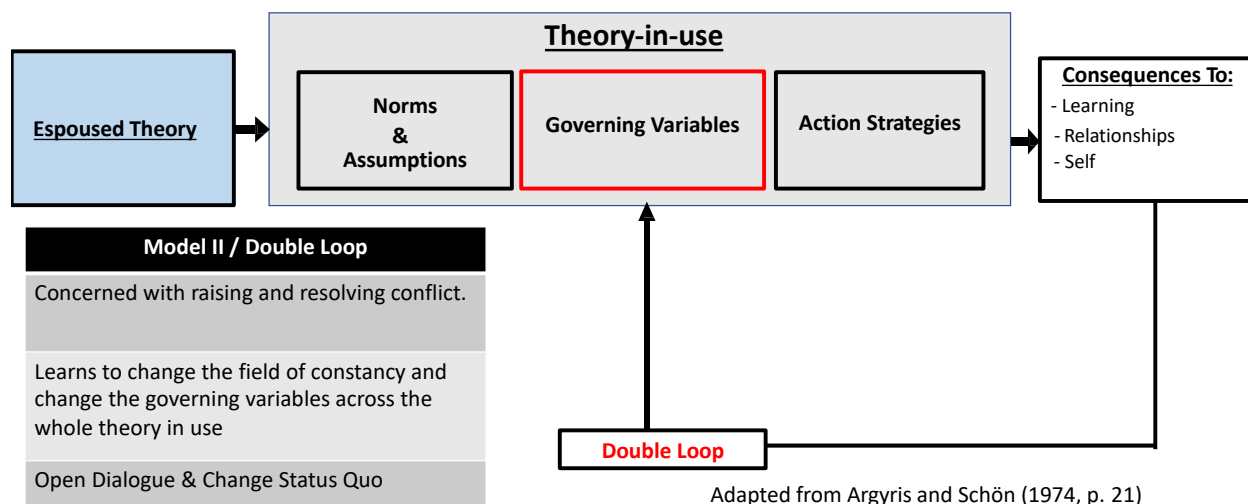 Theory-in-use
Espoused Theory
Norms
&
Assumptions
Governing Variables
Action Strategies
Consequences To:
- Learning
- Relationships
- Self
Model II / Double Loop
Concerned with raising and resolving conflict.
Learns to change the field of constancy and
change the governing variables across the
whole theory in use
Open Dialogue & Change Status Quo
Double Loop
Adapted from Argyris and Schön (1974, p. 21)